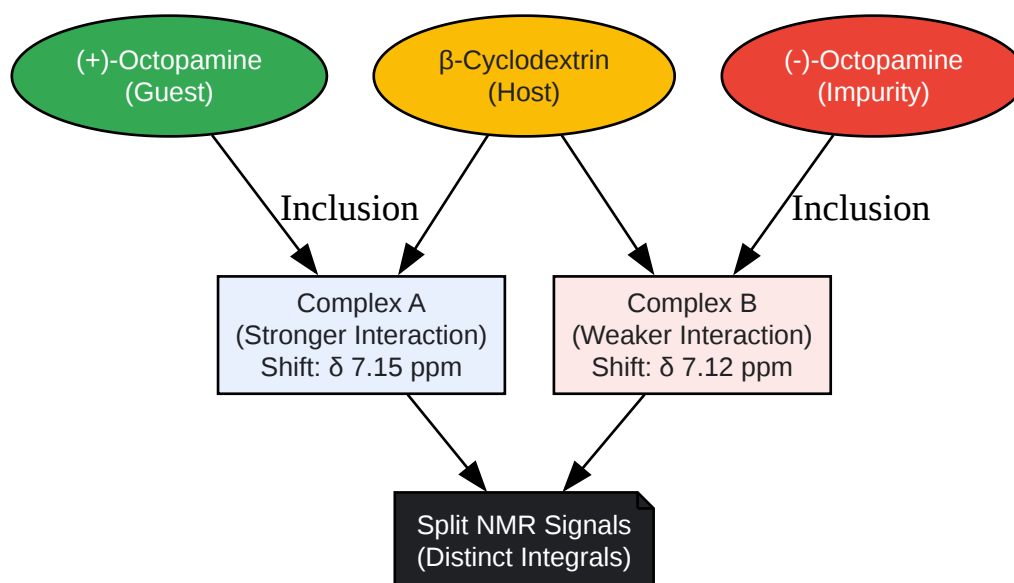 (+)-Octopamine
(Guest)
β-Cyclodextrin
(Host)
(-)-Octopamine
(Impurity)
Inclusion
Inclusion
Complex A
(Stronger Interaction)
Shift: δ 7.15 ppm
Complex B
(Weaker Interaction)
Shift: δ 7.12 ppm
Split NMR Signals
(Distinct Integrals)